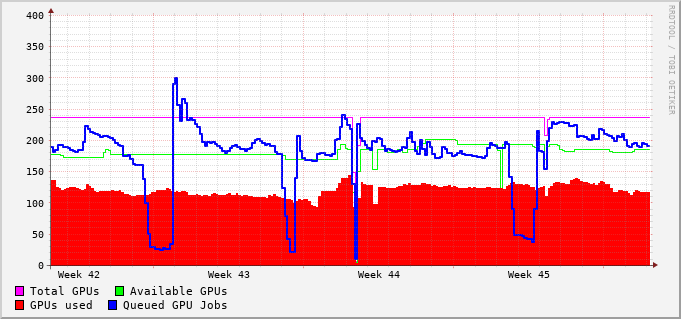 400
350
300
250
200
150
100
50
0
Week 42 Week 43 Week 44 Week 45
Total GPUs Available GPUs
GPUs used Queued GPU Jobs
RRDTOOL / TOBI OETIKER